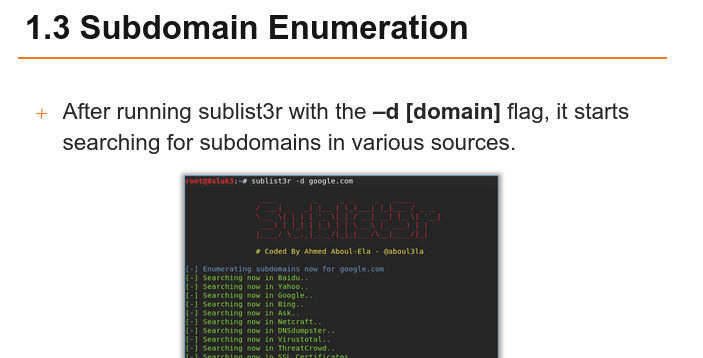 1.3 Subdomain Enumeration
+ After running sublist3r with the –d [domain] flag, it starts
searching for subdomains in various sources.
root@0xluk3:~# sublist3r -d google.com
Sublist3r
# Coded By Ahmed Aboul-Ela - @aboul3la
[-] Enumerating subdomains now for google.com
[-] Searching now in Baidu..
[-] Searching now in Yahoo..
[-] Searching now in Google..
[-] Searching now in Bing..
[-] Searching now in Ask..
[-] Searching now in Netcraft..
[-] Searching now in DNSdumpster..
[-] Searching now in Virustotal..
[-] Searching now in ThreatCrowd..
[-] Searching now in SSL Certificates